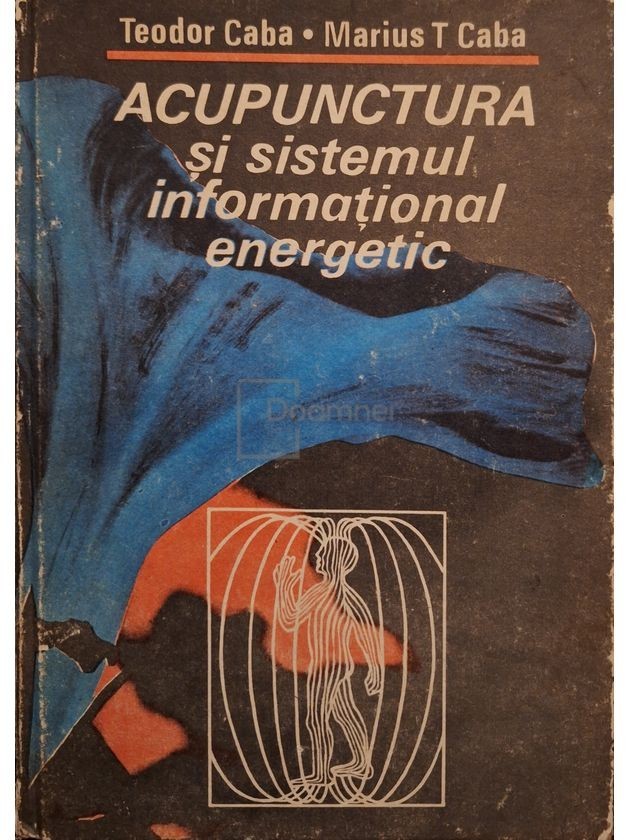 Teodor Caba • Marius T Caba
ACUPUNCTURA
și sistemul
informațional
energetic